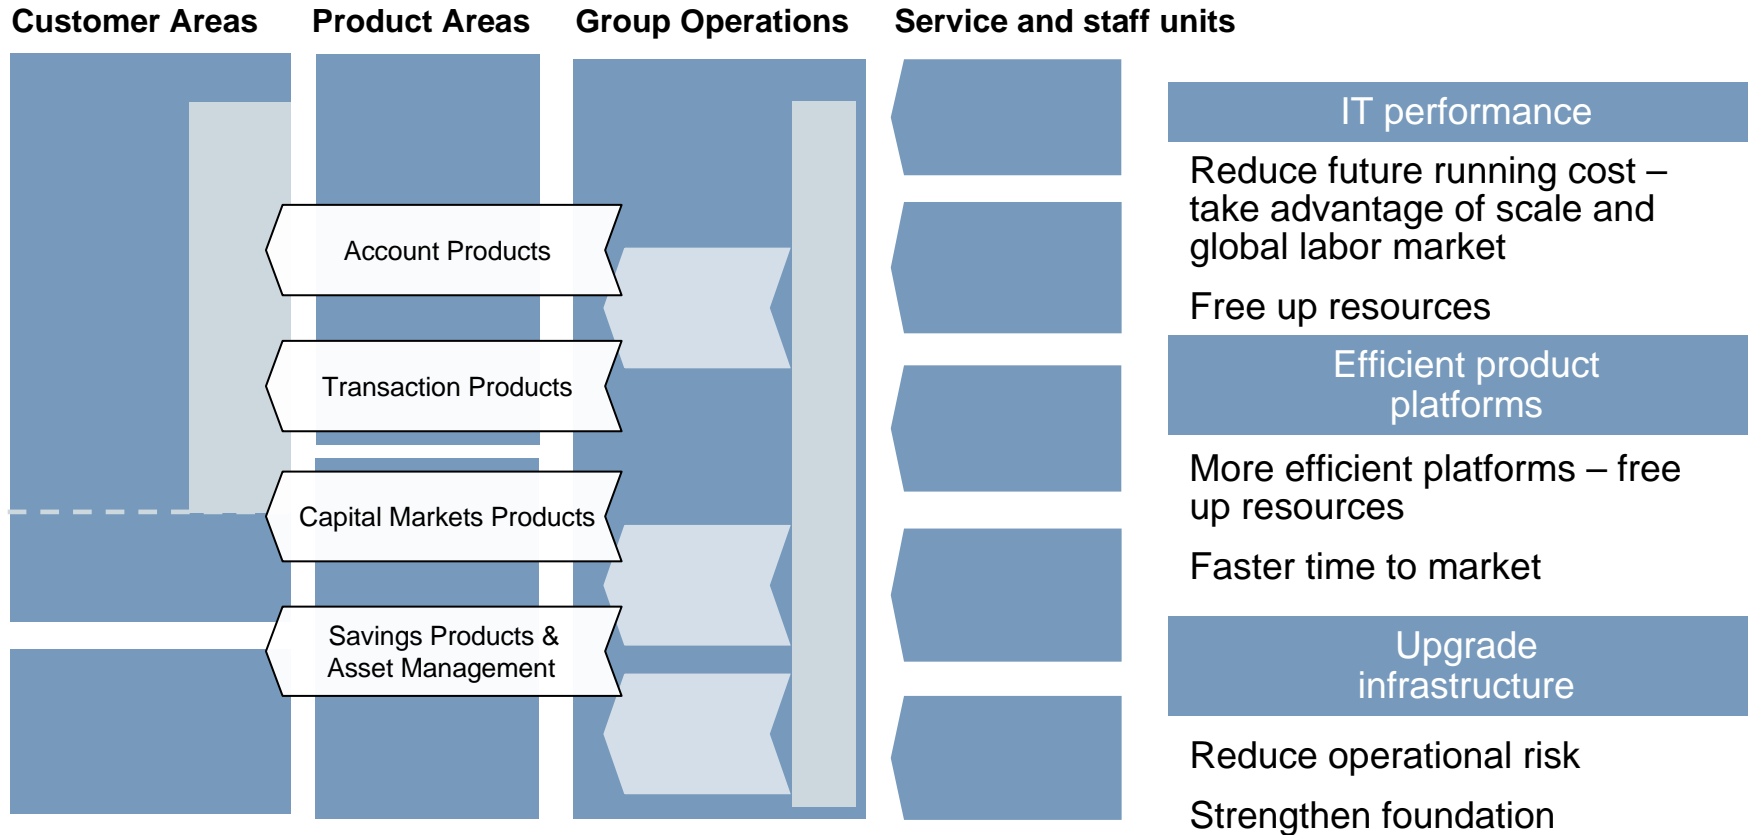 Customer Areas
Product Areas
Group Operations
Service and staff units
Account Products
Transaction Products
Capital Markets Products
Savings Products &
Asset Management
IT performance
Reduce future running cost –
take advantage of scale and
global labor market
Free up resources
Efficient product
platforms
More efficient platforms – free
up resources
Faster time to market
Upgrade
infrastructure
Reduce operational risk
Strengthen foundation